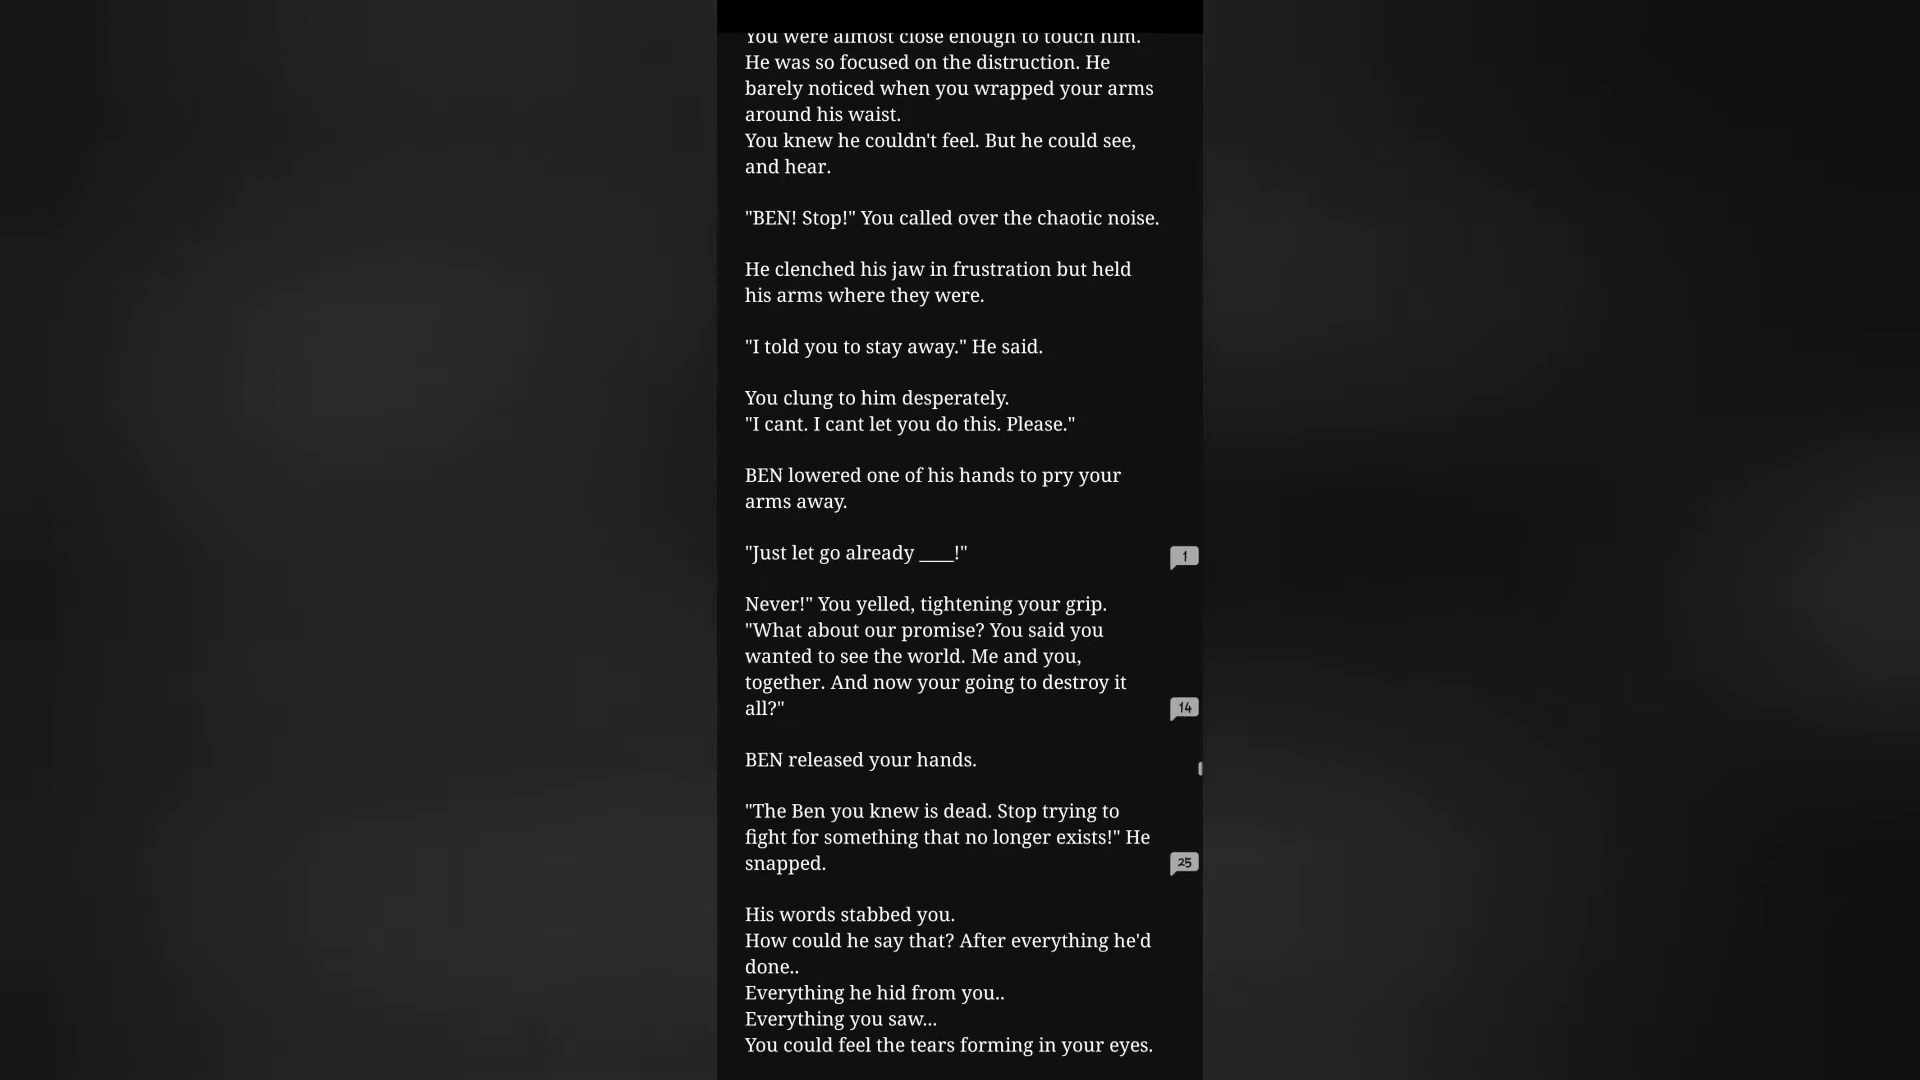 You were almost close enough to touch him.
He was so focused on the distruction. He
barely noticed when you wrapped your arms
around his waist.
You knew he couldn't feel. But he could see,
and hear.
"BEN! Stop!" You called over the chaotic noise.
He clenched his jaw in frustration but held
his arms where they were.
"I told you to stay away." He said.
You clung to him desperately.
"I cant. I cant let you do this. Please."
BEN lowered one of his hands to pry your
arms away.
"Just let go already ____!"
1
Never!" You yelled, tightening your grip.
"What about our promise? You said you
wanted to see the world. Me and you,
together. And now your going to destroy it
all?"
14
BEN released your hands.
"The Ben you knew is dead. Stop trying to
fight for something that no longer exists!" He
snapped.
25
His words stabbed you.
How could he say that? After everything he'd
done..
Everything he hid from you..
Everything you saw...
You could feel the tears forming in your eyes.